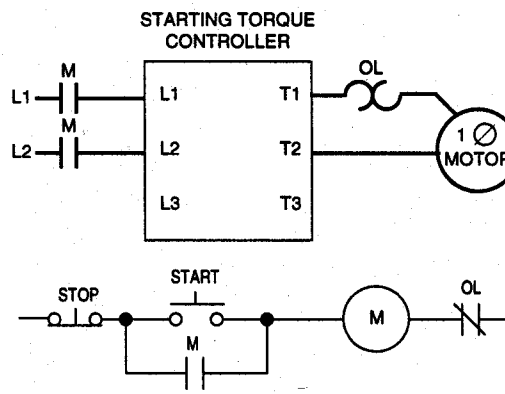 STARTING TORQUE
CONTROLLER
M
L1
L1
T1
OL
M
L2
L2
T2
1 Ø
MOTOR
L3
T3
STOP
START
M
M
OL